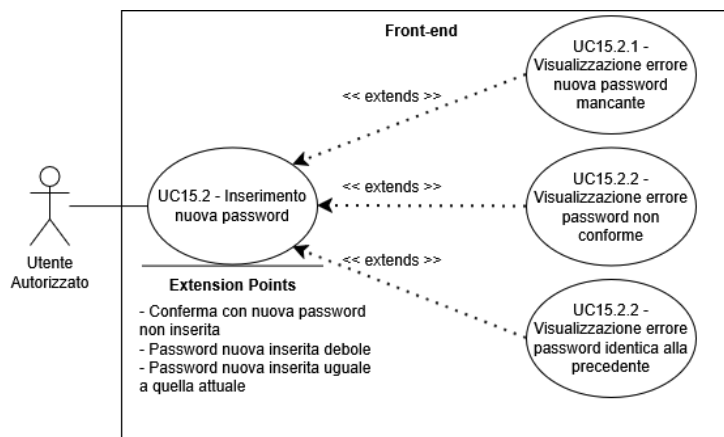 Front-end
UC15.2.1 -
Visualizzazione errore
nuova password
mancante
<< extends >>
UC15.2 - Inserimento
nuova password
<< extends >>
UC15.2.2 -
Visualizzazione errore
password non
conforme
Utente
Autorizzato
<< extends >>
Extension Points
- Conferma con nuova password
non inserita
- Password nuova inserita debole
- Password nuova inserita uguale
a quella attuale
UC15.2.2 -
Visualizzazione errore
password identica alla
precedente